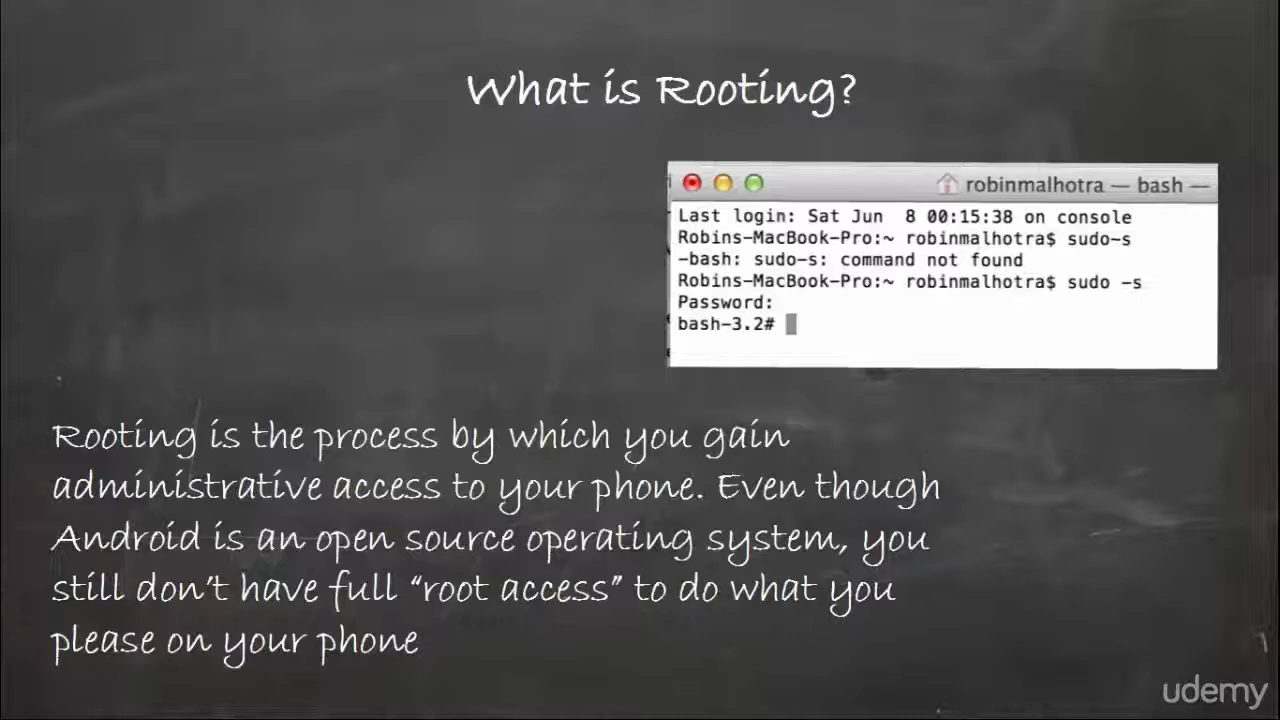 What is Rooting?
robinmalhotra — bash —
Last login: Sat Jun  8 00:15:38 on console
Robins-MacBook-Pro:~ robinmalhotra$ sudo-s
-bash: sudo-s: command not found
Robins-MacBook-Pro:~ robinmalhotra$ sudo -s
Password:
bash-3.2#
Rooting is the process by which you gain
administrative access to your phone. Even though
Android is an open source operating system, you
still don't have full “root access” to do what you
please on your phone
udemy